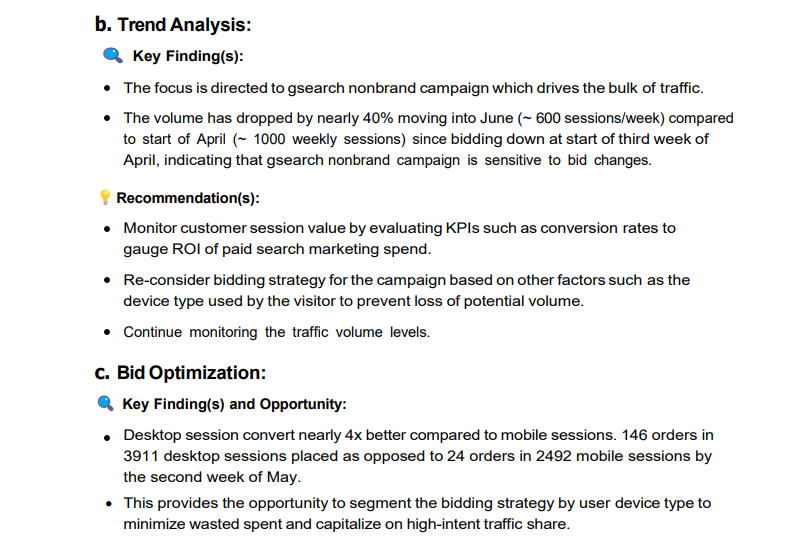 b. Trend Analysis:
Key Finding(s):
• The focus is directed to gsearch nonbrand campaign which drives the bulk of traffic.
• The volume has dropped by nearly 40% moving into June (~ 600 sessions/week) compared
to start of April (~ 1000 weekly sessions) since bidding down at start of third week of
April, indicating that gsearch nonbrand campaign is sensitive to bid changes.
Recommendation(s):
• Monitor customer session value by evaluating KPIs such as conversion rates to
gauge ROI of paid search marketing spend.
• Re-consider bidding strategy for the campaign based on other factors such as the
device type used by the visitor to prevent loss of potential volume.
• Continue monitoring the traffic volume levels.
c. Bid Optimization:
Key Finding(s) and Opportunity:
• Desktop session convert nearly 4x better compared to mobile sessions. 146 orders in
3911 desktop sessions placed as opposed to 24 orders in 2492 mobile sessions by
the second week of May.
• This provides the opportunity to segment the bidding strategy by user device type to
minimize wasted spent and capitalize on high-intent traffic share.